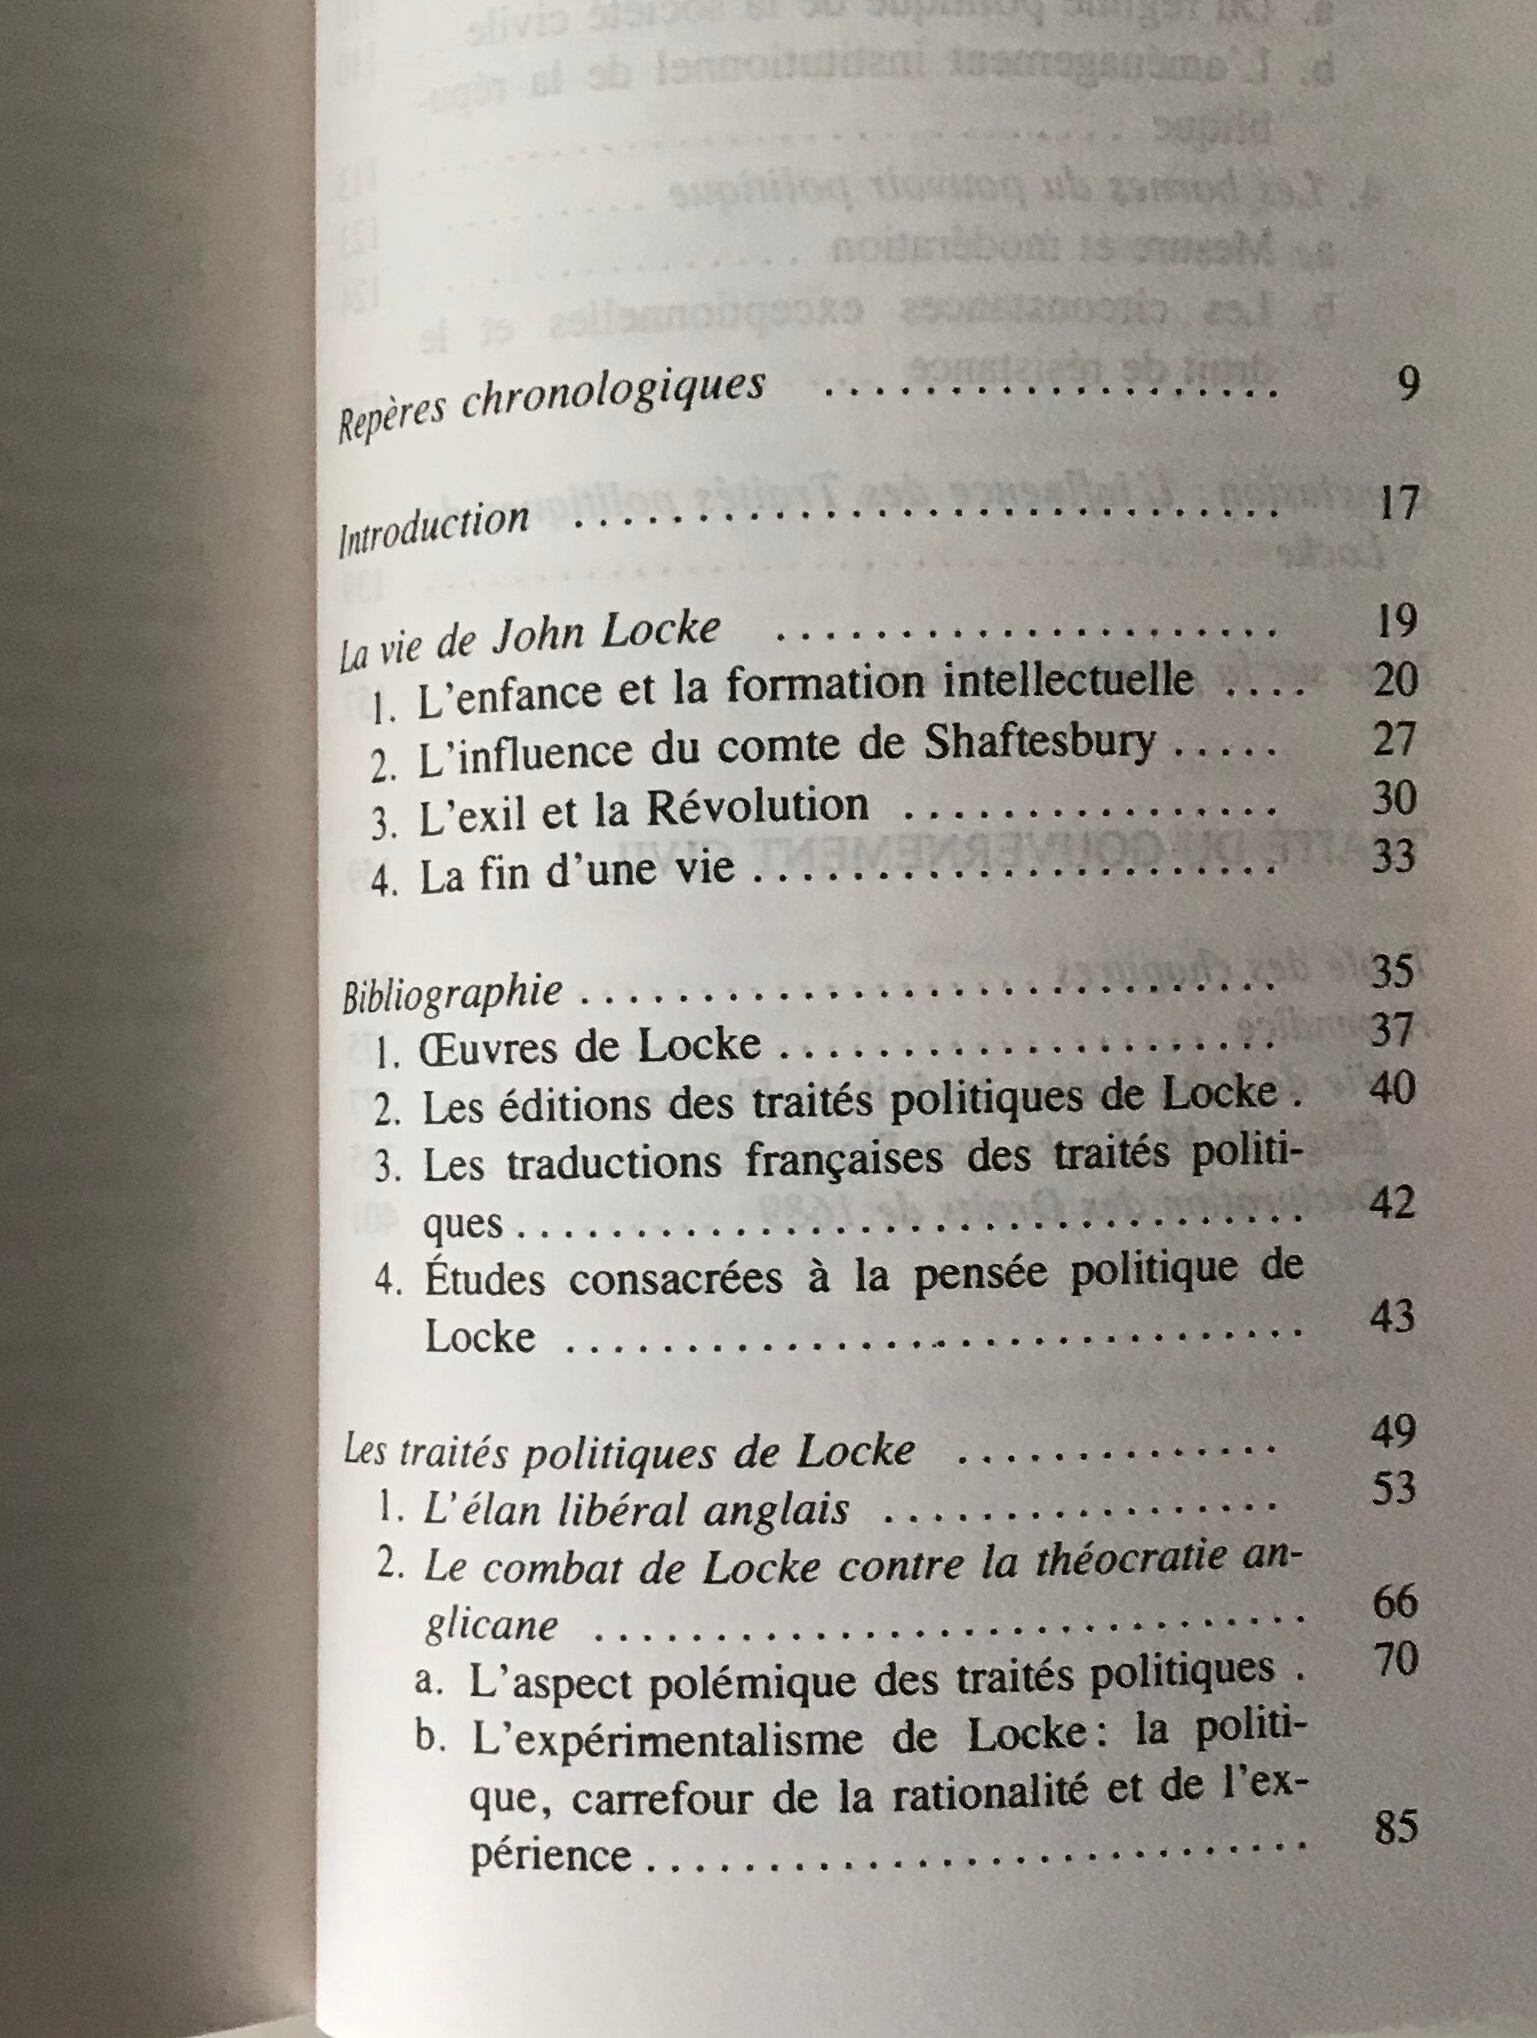 Repères chronologiques .................... 9
Introduction .............................. 17
La vie de John Locke ..................... 19
1. L'enfance et la formation intellectuelle .... 20
2. L'influence du comte de Shaftesbury ..... 27
3. L'exil et la Révolution ................ 30
4. La fin d'une vie ...................... 33
Bibliographie ............................. 35
1. Œuvres de Locke ..................... 37
2. Les éditions des traités politiques de Locke . 40
3. Les traductions françaises des traités politi-
ques ................................. 42
4. Études consacrées à la pensée politique de
Locke ............................... 43
Les traités politiques de Locke .............. 49
1. L'élan libéral anglais ................. 53
2. Le combat de Locke contre la théocratie an-
glicane .............................. 66
a. L'aspect polémique des traités politiques . 70
b. L'expérimentalisme de Locke : la politi-
que, carrefour de la rationalité et de l'ex-
périence ............................ 85